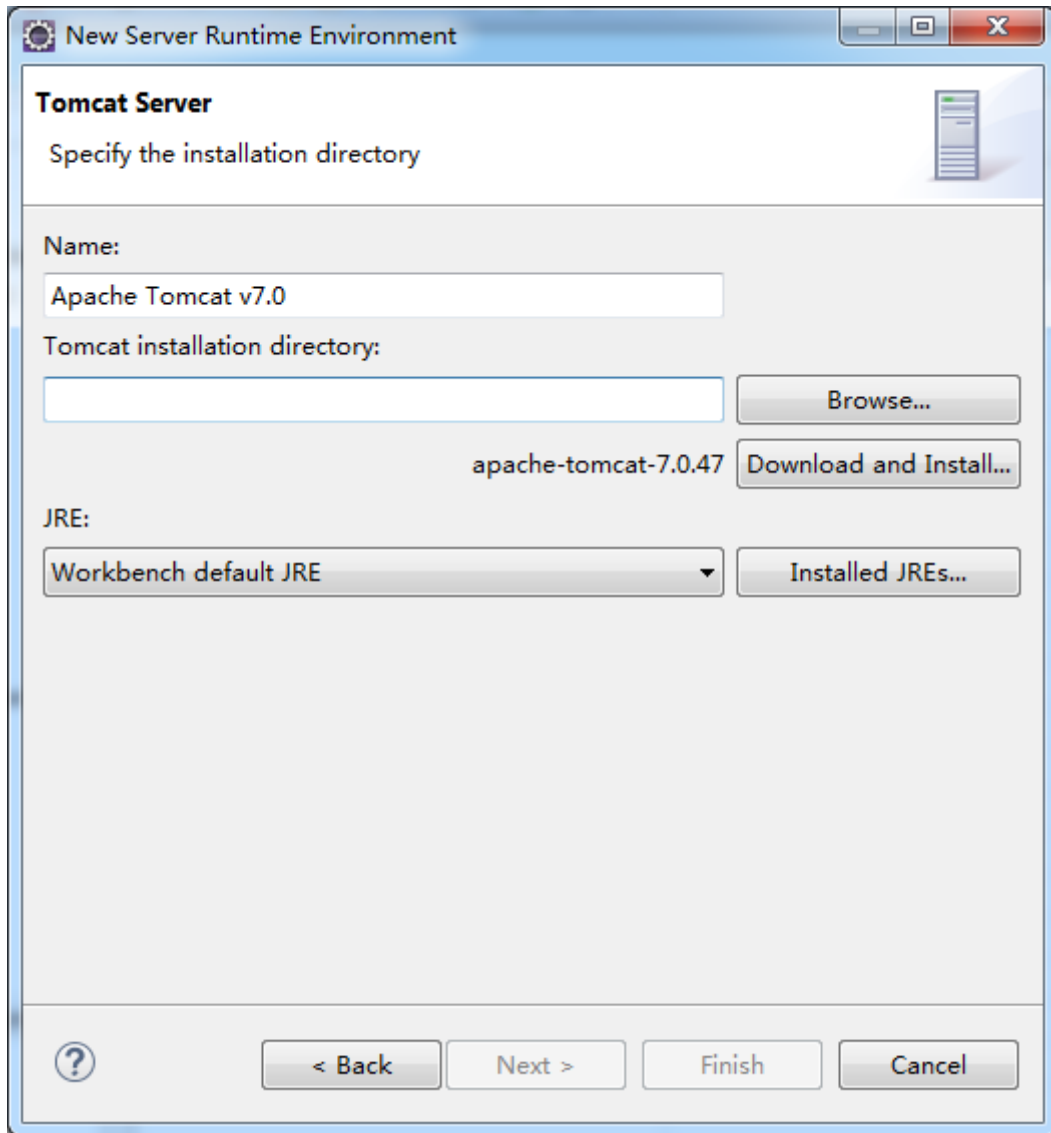 New Server Runtime Environment
Tomcat Server
Specify the installation directory
Name:
Apache Tomcat v7.0
Tomcat installation directory:
Browse...
apache-tomcat-7.0.47 Download and Install...
JRE:
Workbench default JRE Installed JREs...
? < Back Next > Finish Cancel